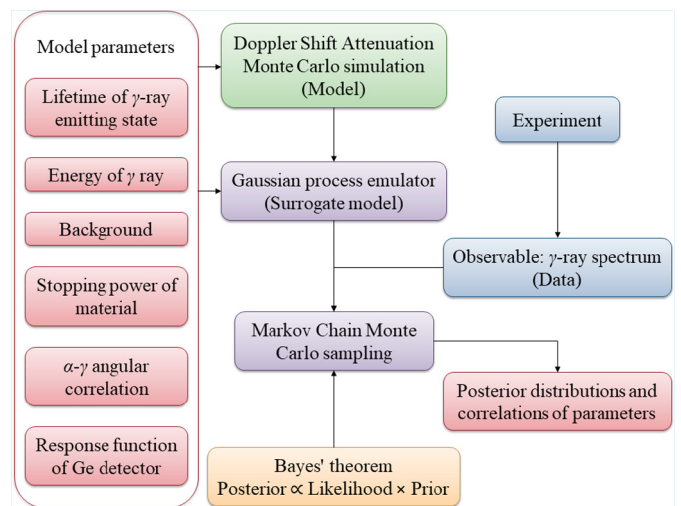 Model parameters
Lifetime of γ-ray
emitting state
Energy of γ ray
Background
Stopping power of
material
α-γ angular
correlation
Response function
of Ge detector
Doppler Shift Attenuation
Monte Carlo simulation
(Model)
Gaussian process emulator
(Surrogate model)
Markov Chain Monte
Carlo sampling
Bayes' theorem
Posterior ∝ Likelihood × Prior
Experiment
Observable: γ-ray spectrum
(Data)
Posterior distributions and
correlations of parameters